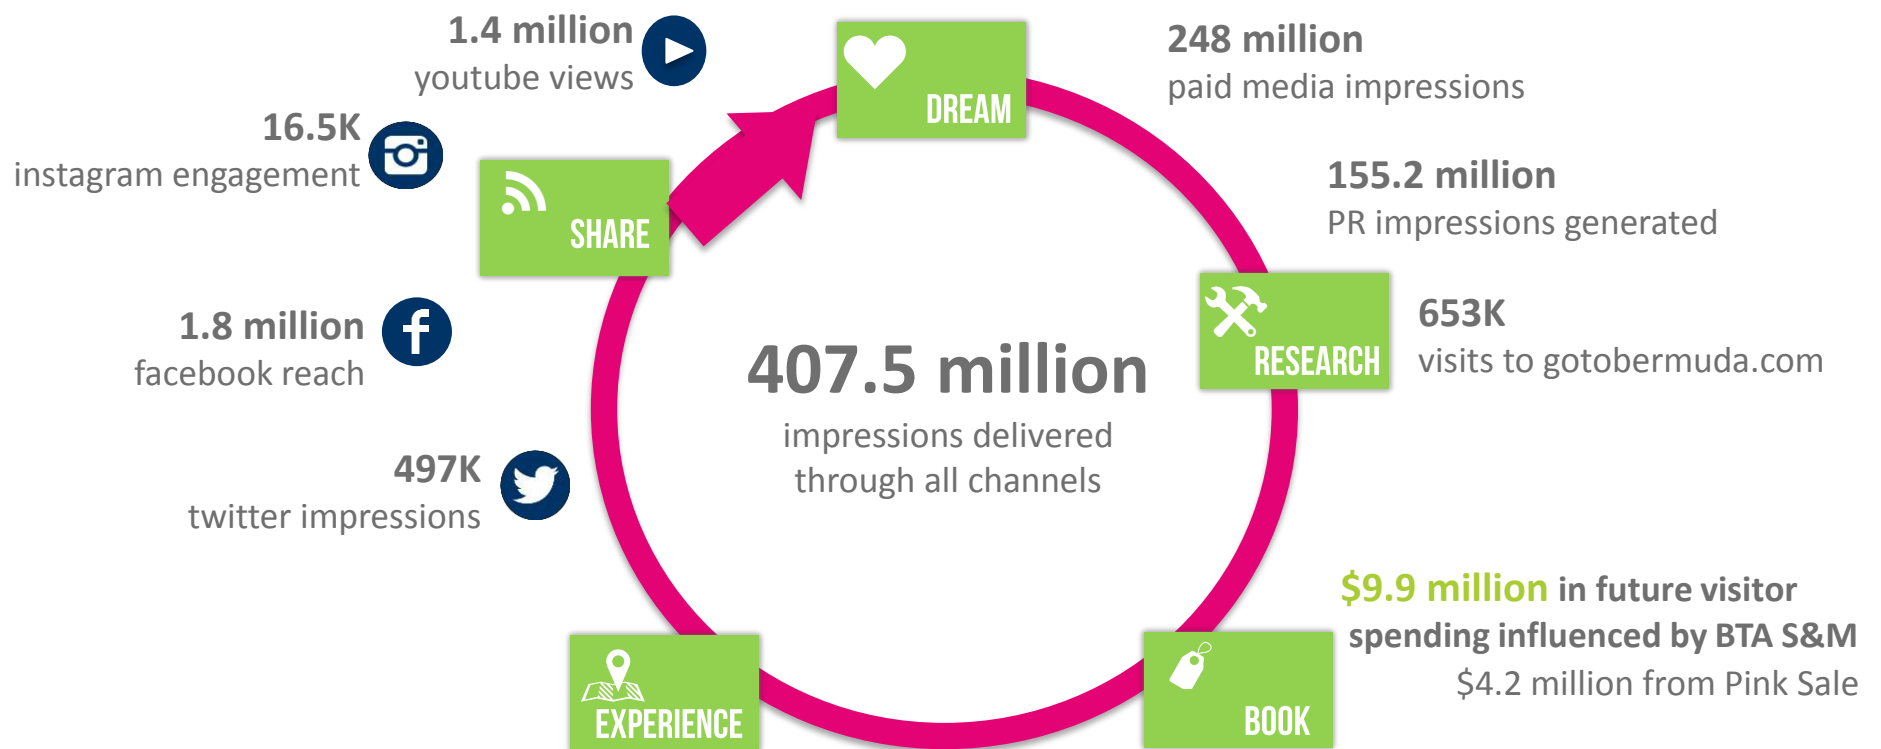 1.4 million
youtube views
16.5K
instagram engagement
SHARE
1.8 million
facebook reach
497K
twitter impressions
DREAM
248 million
paid media impressions
155.2 million
PR impressions generated
RESEARCH
653K
visits to gotobermuda.com
407.5 million
impressions delivered
through all channels
$9.9 million in future visitor
spending influenced by BTA S&M
$4.2 million from Pink Sale
BOOK
EXPERIENCE